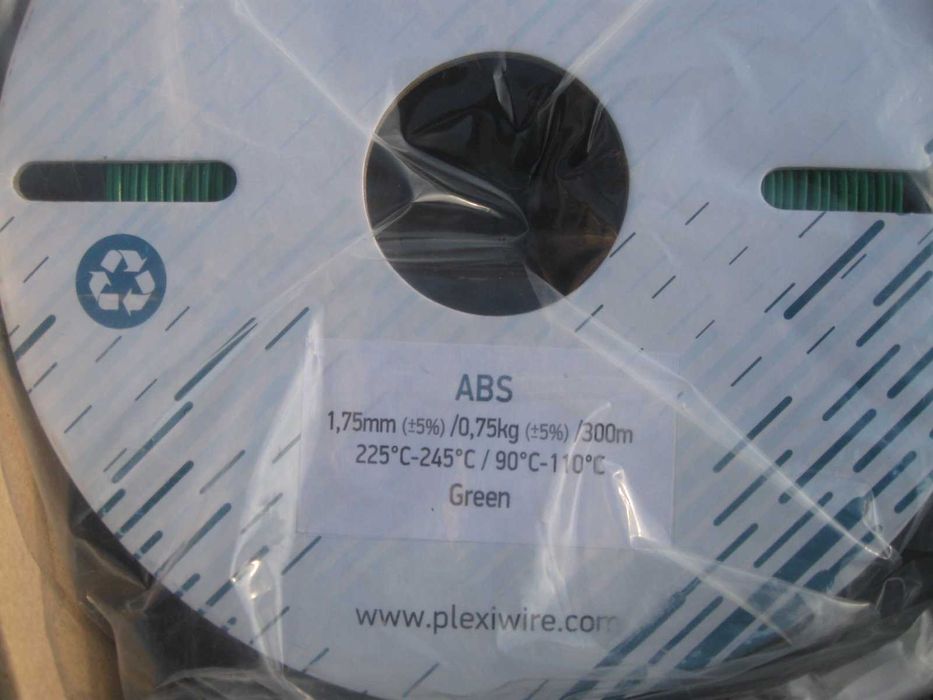 ABS
1,75mm (±5%) /0,75kg (±5%) /300m
225°C-245°C / 90°C-110°C
Green
www.plexiwire.com